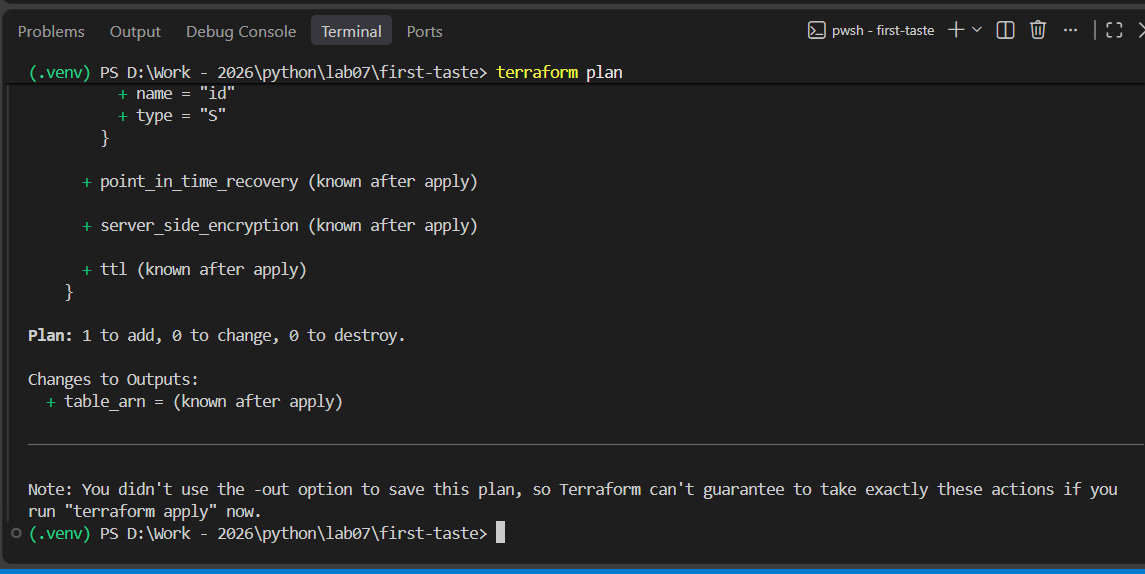 Problems Output Debug Console Terminal Ports pwsh - first-taste
(.venv) PS D:\Work - 2026\python\lab07\first-taste> terraform plan
+ name = "id"
+ type = "S"
}
+ point_in_time_recovery (known after apply)
+ server_side_encryption (known after apply)
+ ttl (known after apply)
}
Plan: 1 to add, 0 to change, 0 to destroy.
Changes to Outputs:
+ table_arn = (known after apply)
Note: You didn't use the -out option to save this plan, so Terraform can't guarantee to take exactly these actions if you
run "terraform apply" now.
(.venv) PS D:\Work - 2026\python\lab07\first-taste>